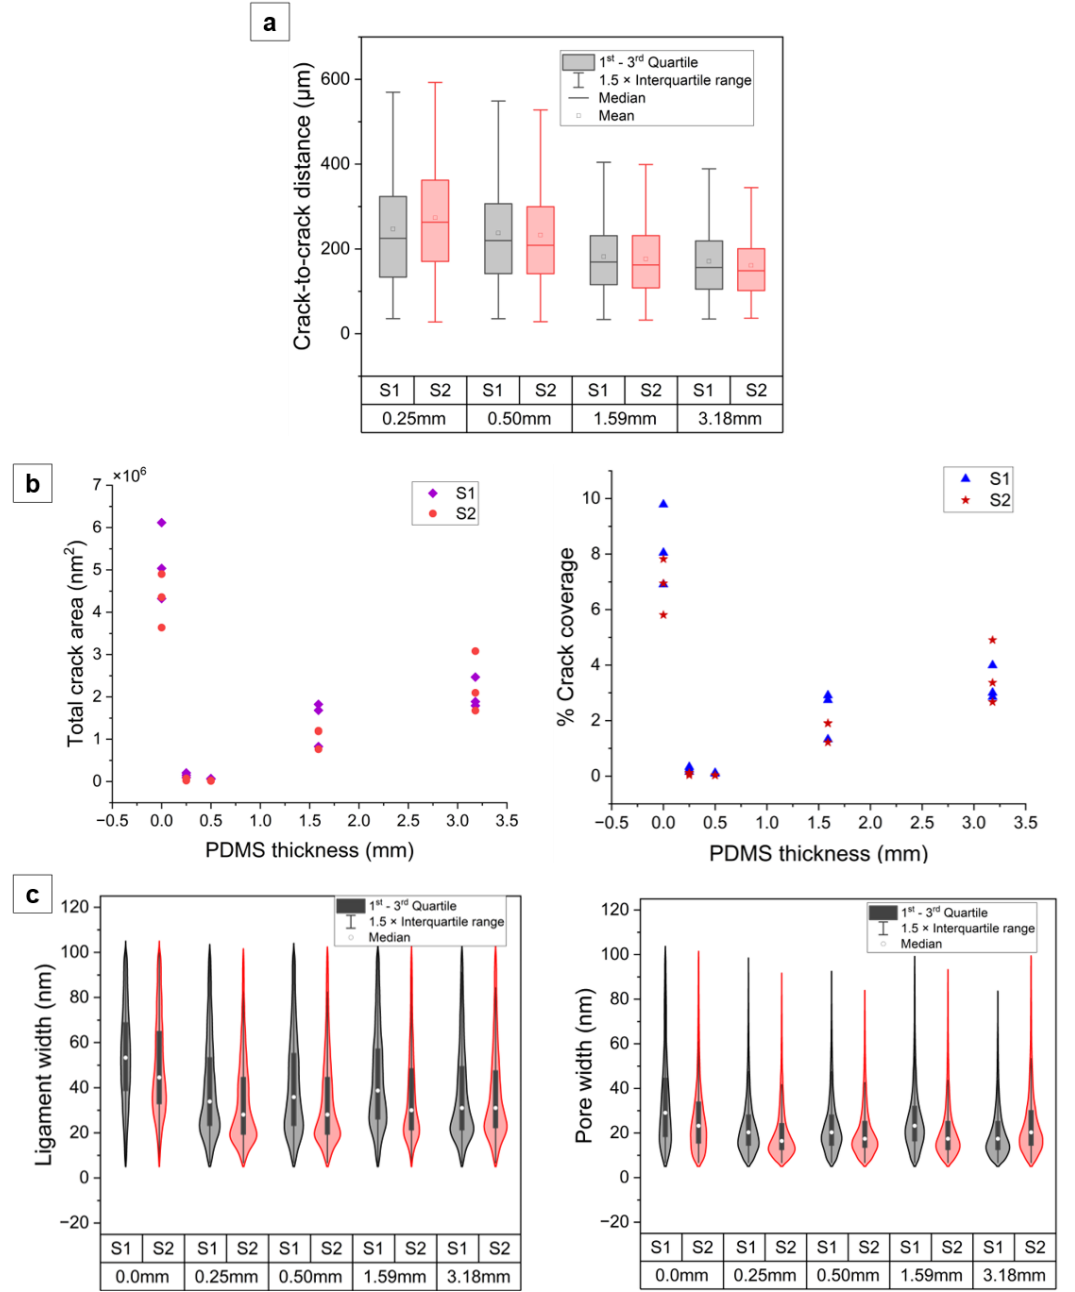 a
Crack-to-crack distance (μm)
600
400
200
0
1st - 3rd Quartile
1.5 × Interquartile range
Median
Mean
S1 S2 S1 S2 S1 S2 S1 S2
0.25mm 0.50mm 1.59mm 3.18mm
b
×10⁶
Total crack area (nm²)
7
6
5
4
3
2
1
0
S1
S2
−0.5 0.0 0.5 1.0 1.5 2.0 2.5 3.0 3.5
PDMS thickness (mm)
% Crack coverage
10
8
6
4
2
0
S1
S2
−0.5 0.0 0.5 1.0 1.5 2.0 2.5 3.0 3.5
PDMS thickness (mm)
c
Ligament width (nm)
120
100
80
60
40
20
0
−20
1st - 3rd Quartile
1.5 × Interquartile range
Median
S1 S2 S1 S2 S1 S2 S1 S2 S1 S2
0.0mm 0.25mm 0.50mm 1.59mm 3.18mm
Pore width (nm)
120
100
80
60
40
20
0
−20
1st - 3rd Quartile
1.5 × Interquartile range
Median
S1 S2 S1 S2 S1 S2 S1 S2 S1 S2
0.0mm 0.25mm 0.50mm 1.59mm 3.18mm